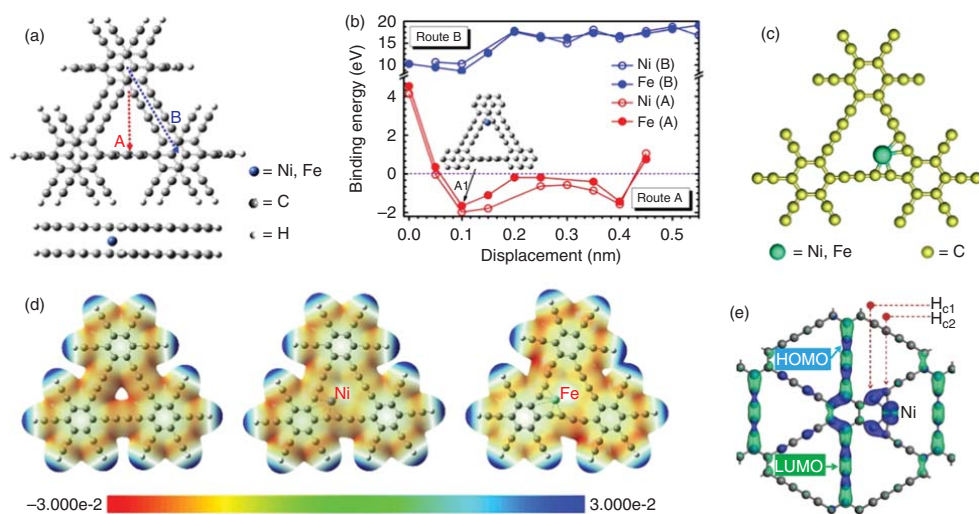 (a)
A
B
= Ni, Fe
= C
= H
(b)
Binding energy (eV)
20
15
10
4
2
0
−2
Route B
Ni (B)
Fe (B)
Ni (A)
Fe (A)
A1
Route A
0.0 0.1 0.2 0.3 0.4 0.5
Displacement (nm)
(c)
= Ni, Fe = C
(d)
Ni
Fe
−3.000e-2 3.000e-2
(e)
Hc1
Hc2
HOMO
Ni
LUMO